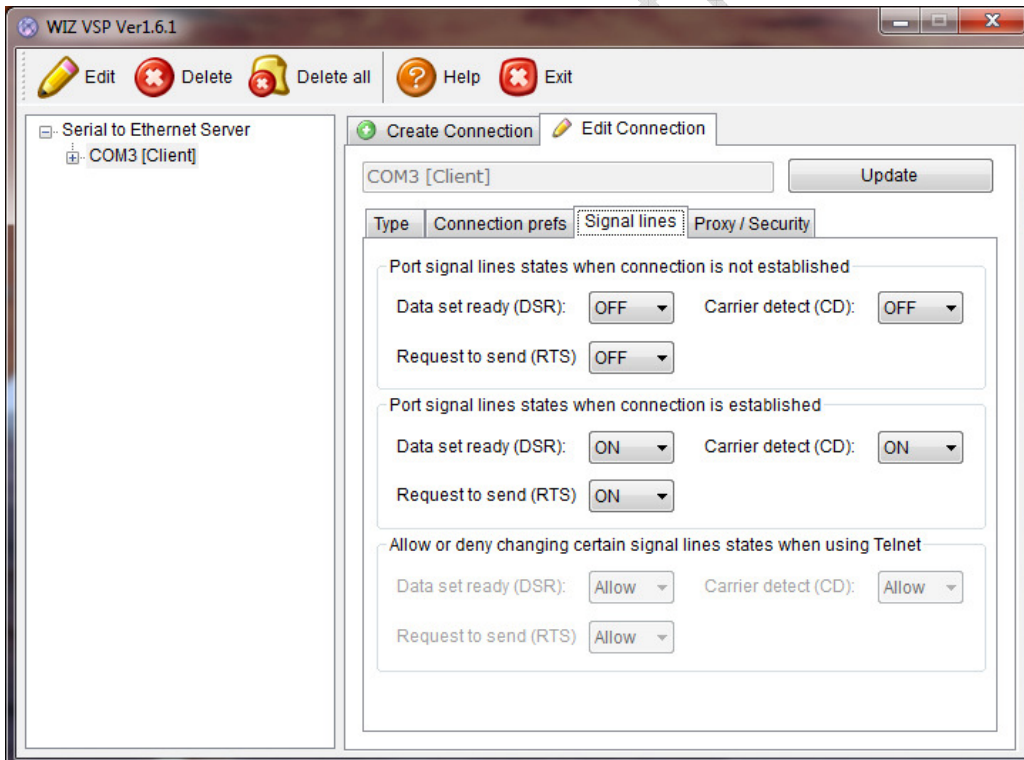 WIZ VSP Ver1.6.1
Edit Delete Delete all Help Exit
Serial to Ethernet Server
COM3 [Client]
Create Connection Edit Connection
COM3 [Client] Update
Type Connection prefs Signal lines Proxy / Security
Port signal lines states when connection is not established
Data set ready (DSR): OFF Carrier detect (CD): OFF
Request to send (RTS) OFF
Port signal lines states when connection is established
Data set ready (DSR): ON Carrier detect (CD): ON
Request to send (RTS) ON
Allow or deny changing certain signal lines states when using Telnet
Data set ready (DSR): Allow Carrier detect (CD): Allow
Request to send (RTS) Allow